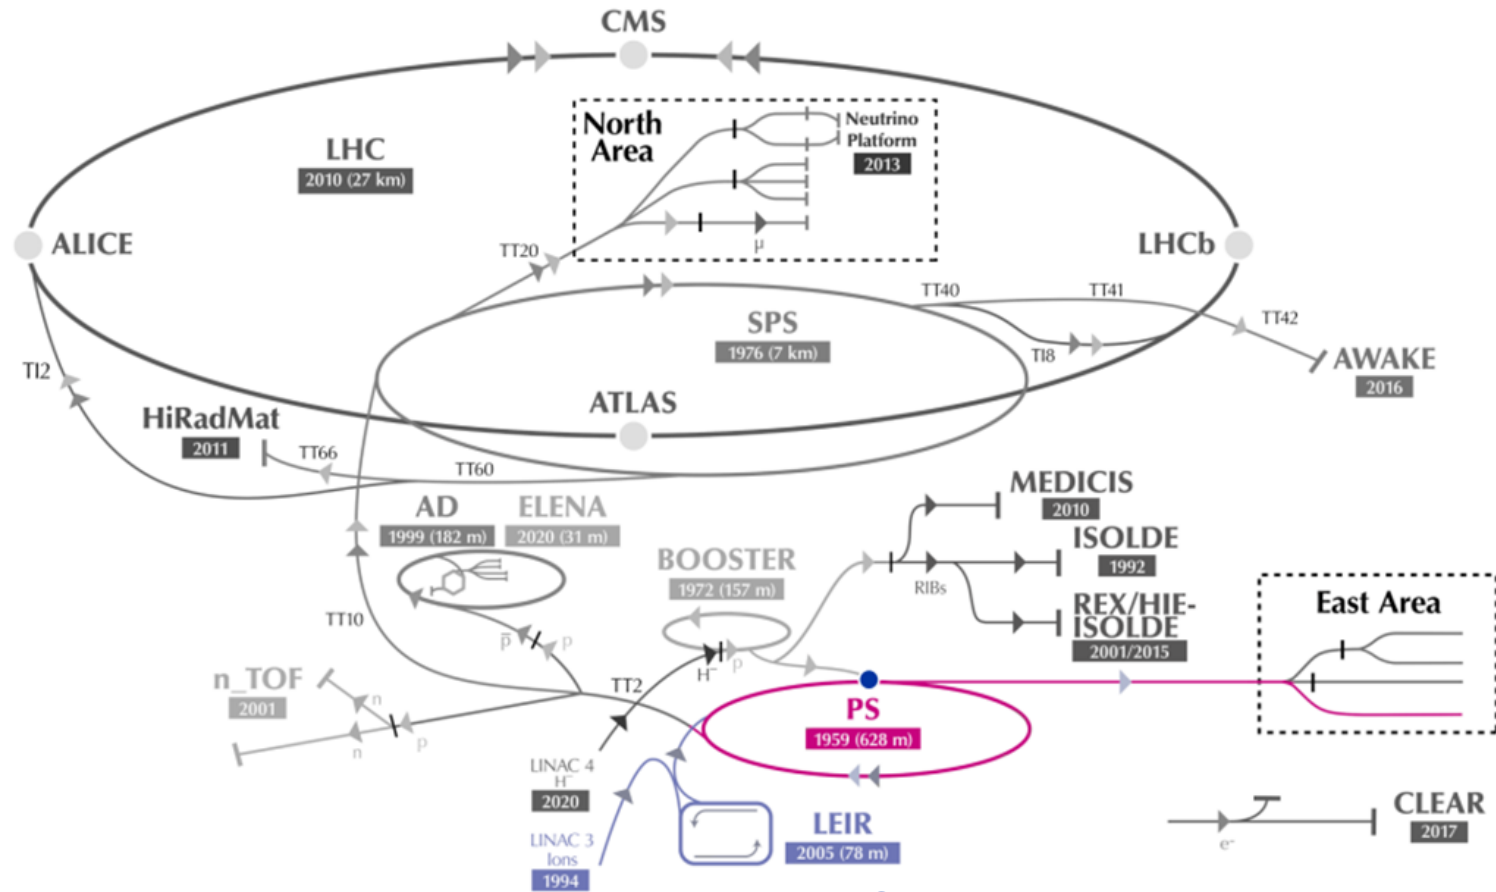 CMS
North
Area
Neutrino
Platform
2013
μ
LHC
2010 (27 km)
ALICE
LHCb
TT20
TT40
TT41
TT42
SPS
1976 (7 km)
TI8
AWAKE
2016
TI2
ATLAS
HiRadMat
2011
TT66
TT60
AD
1999 (182 m)
ELENA
2020 (31 m)
MEDICIS
2010
ISOLDE
1992
RIBs
REX/HIE-
ISOLDE
2001/2015
BOOSTER
1972 (157 m)
East Area
TT10
p̅
p
H⁻
p
n_TOF
2001
n
n
p
TT2
PS
1959 (628 m)
LINAC 4
H⁻
2020
LINAC 3
Ions
1994
LEIR
2005 (78 m)
CLEAR
2017
e⁻